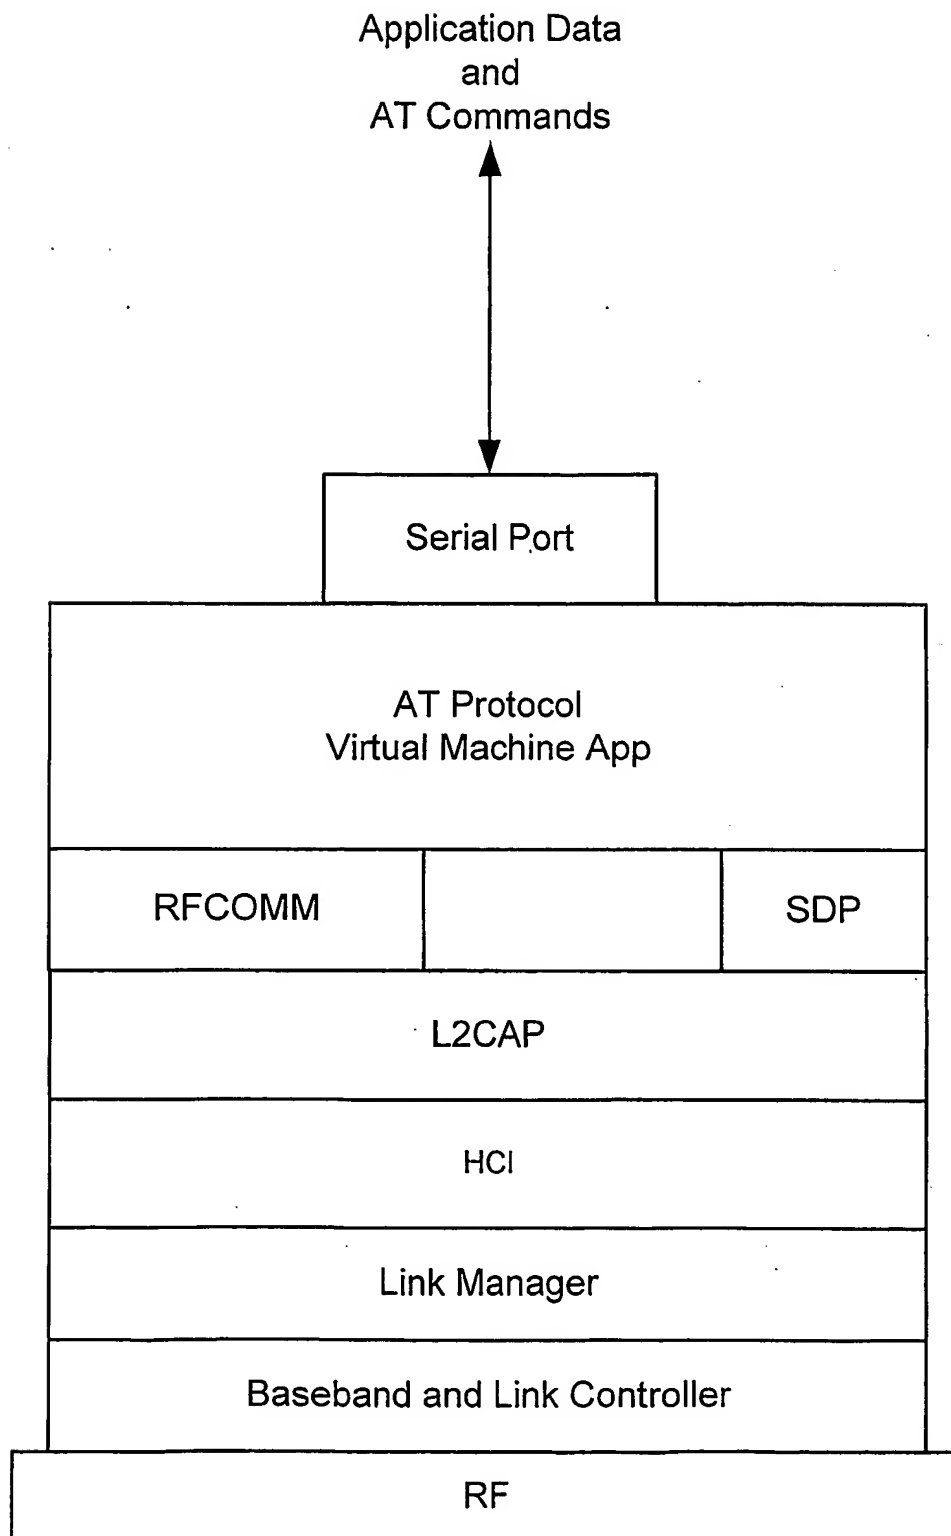 Application Data
and
AT Commands
Serial Port
AT Protocol
Virtual Machine App
RFCOMM
SDP
L2CAP
HCI
Link Manager
Baseband and Link Controller
RF